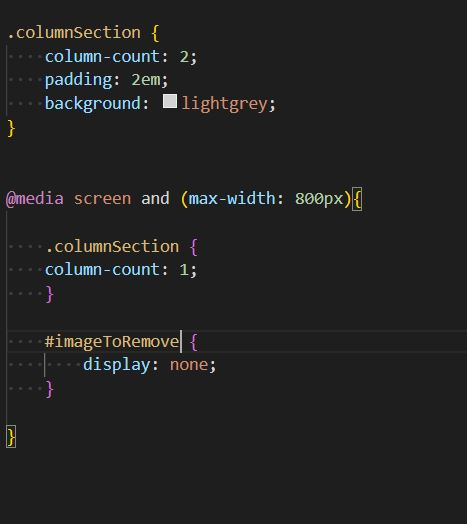 .columnSection {
    column-count: 2;
    padding: 2em;
    background: lightgrey;
}
@media screen and (max-width: 800px){
    .columnSection {
    column-count: 1;
    }
    #imageToRemove {
        display: none;
    }
}